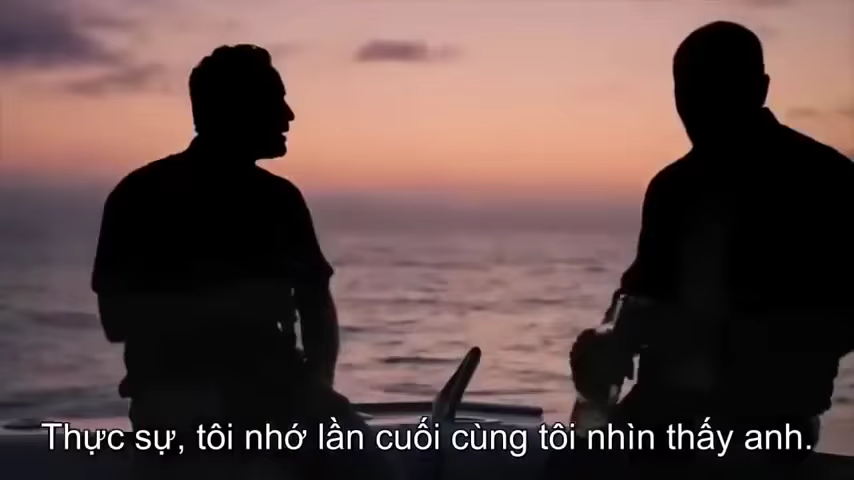 Thực sự, tôi nhớ lần cuối cùng tôi nhìn thấy anh.